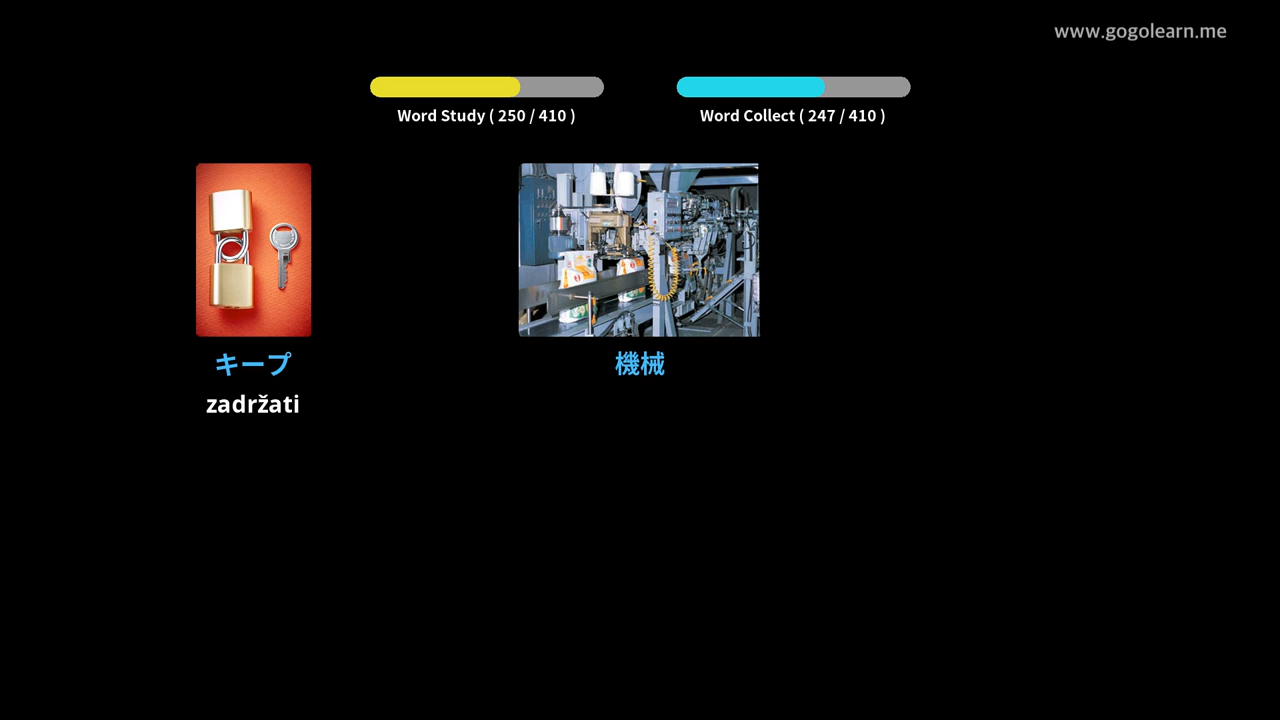 www.gogolearn.me
Word Study ( 250 / 410 )
Word Collect ( 247 / 410 )
キープ
機械
zadržati